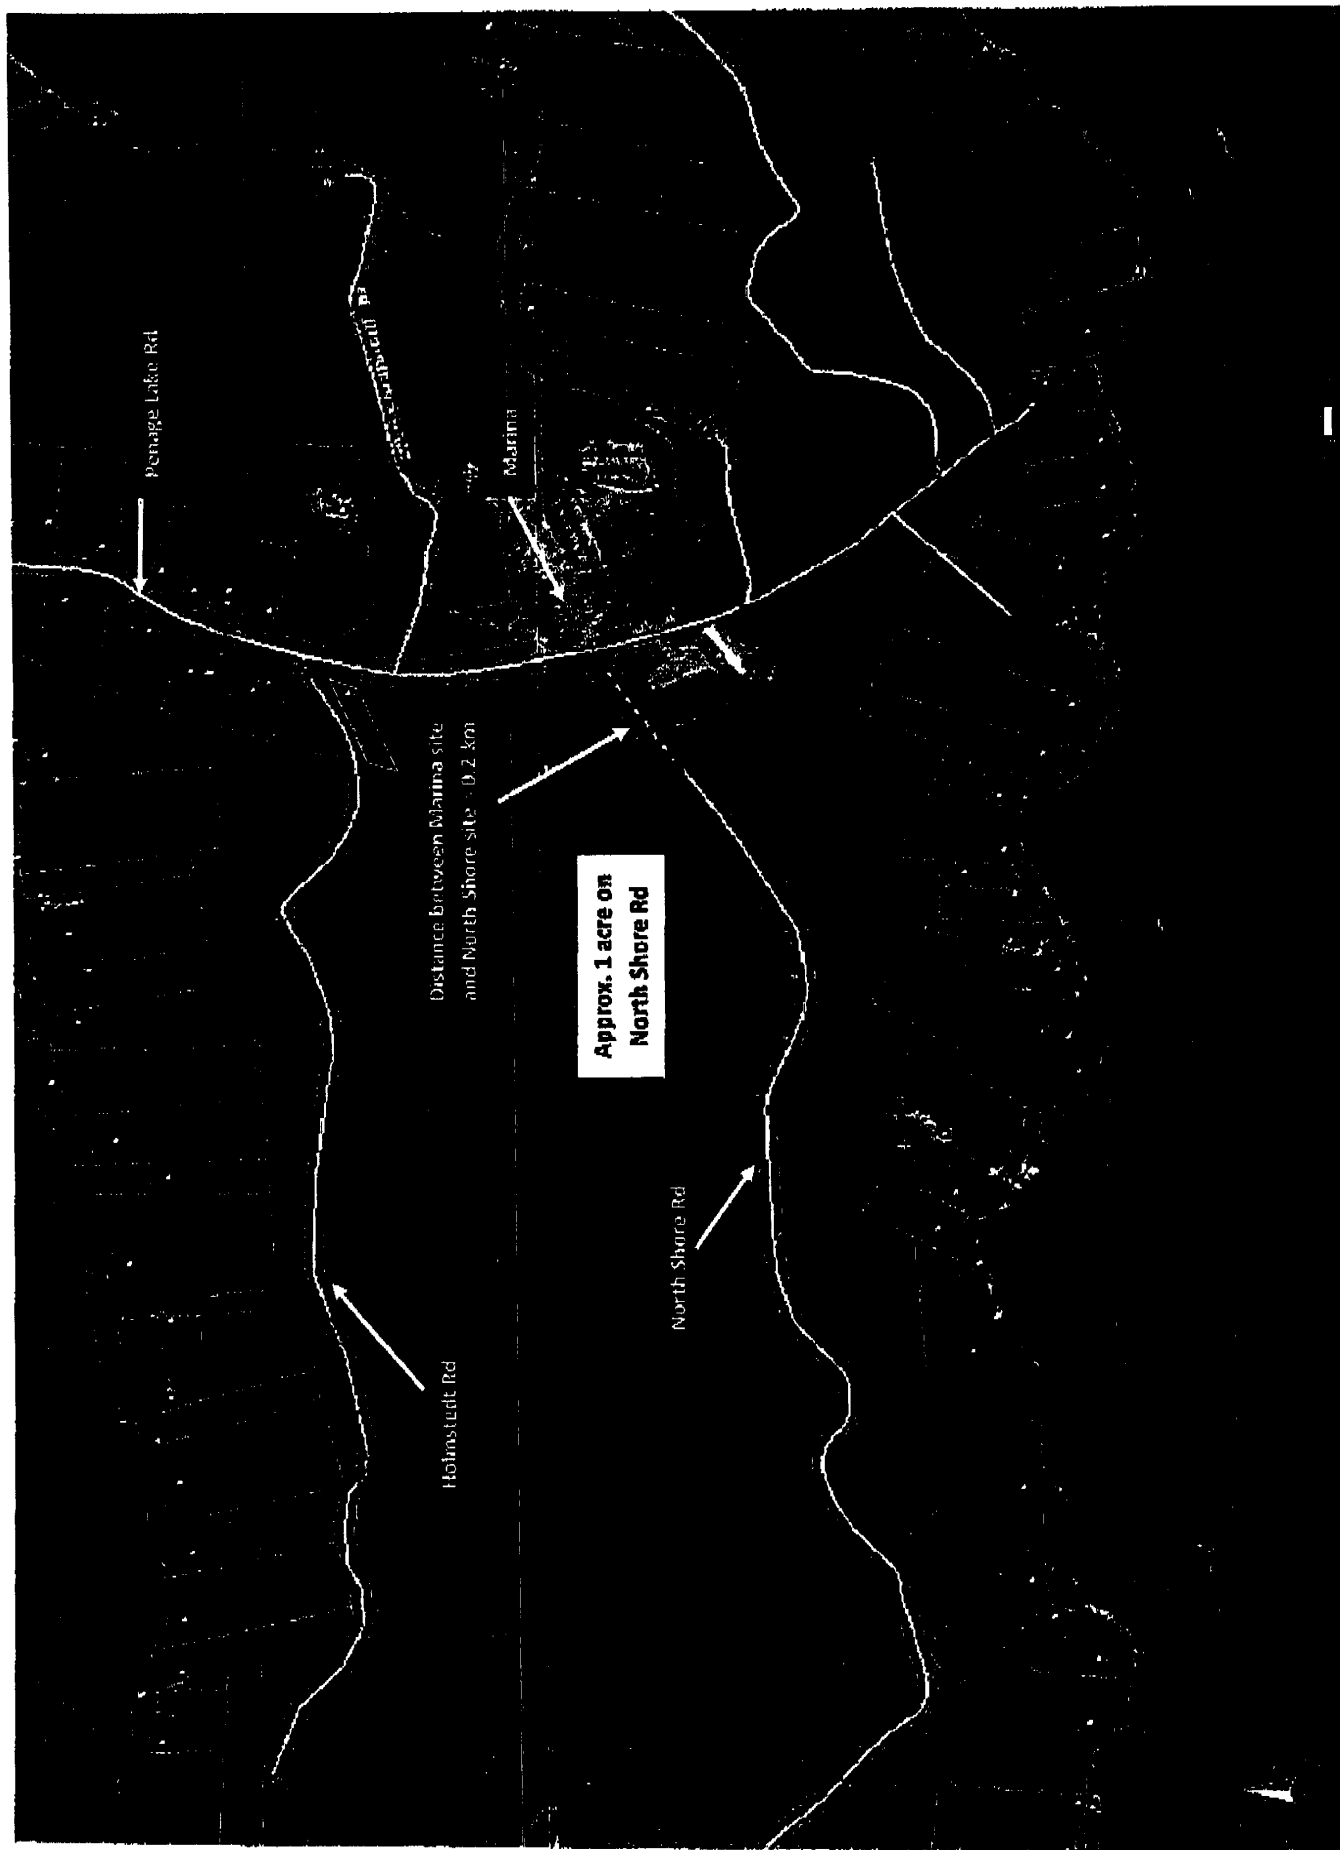 Penage Lake Rd
Marina
Distance between Marina site
and North Shore site - 0.2 km
Approx. 1 acre on
North Shore Rd
North Shore Rd
Holmstedt Rd
Rd